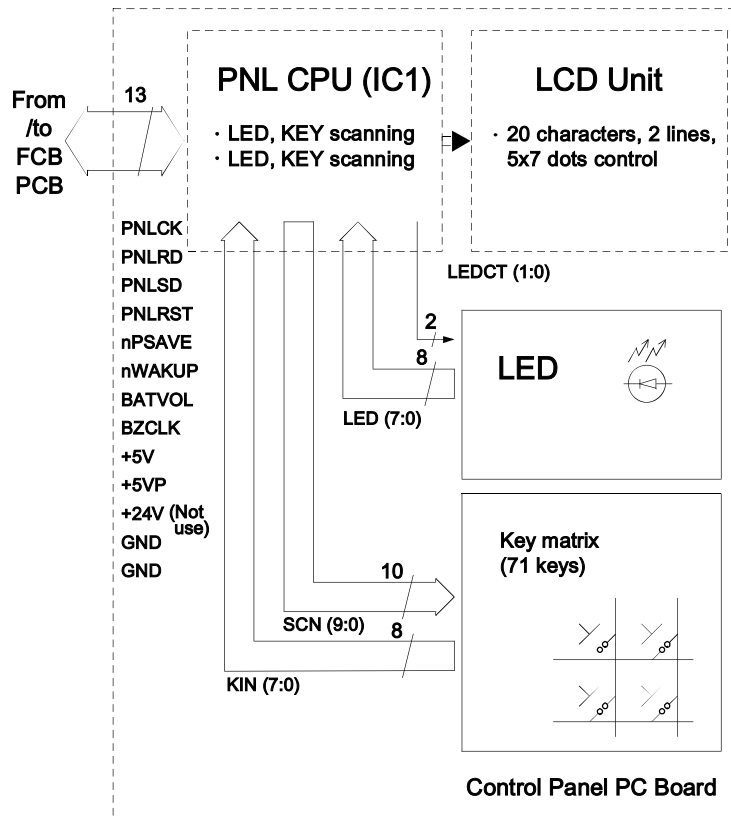 PNL CPU (IC1)
· LED, KEY scanning
· LED, KEY scanning
LCD Unit
· 20 characters, 2 lines,
5x7 dots control
From
/to
FCB
PCB
13
PNLCK
PNLRD
PNLSD
PNLRST
nPSAVE
nWAKUP
BATVOL
BZCLK
+5V
+5VP
+24V (Not
use)
GND
GND
LEDCT (1:0)
2
8
LED (7:0)
LED
Key matrix
(71 keys)
10
SCN (9:0)
8
KIN (7:0)
Control Panel PC Board